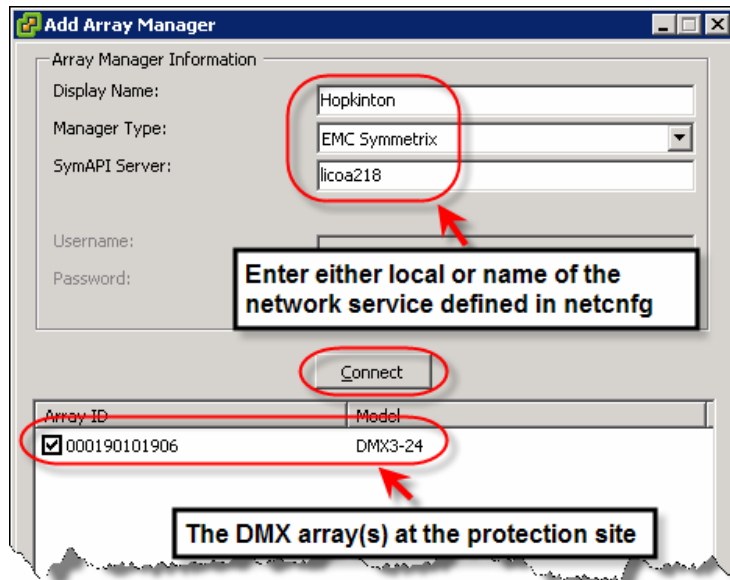 Add Array Manager
Array Manager Information
Display Name:
Hopkinton
Manager Type:
EMC Symmetrix
SymAPI Server:
licoa218
Username:
Password:
Enter either local or name of the
network service defined in netcnfg
Connect
Array ID
Model
000190101906
DMX3-24
The DMX array(s) at the protection site